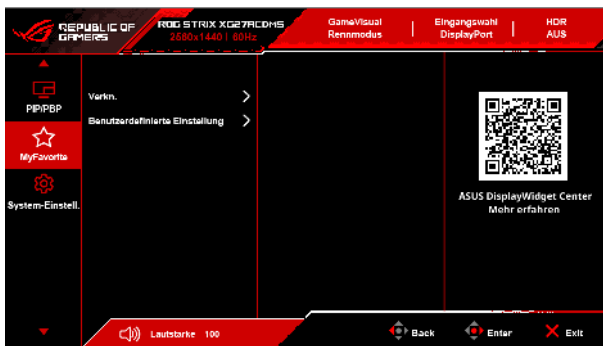 REPUBLIC OF
GAMERS
ROG STRIX XG27ACDMS
2560x1440 | 60Hz
GameVisual
Rennmodus
Eingangswahl
DisplayPort
HDR
AUS
PIP/PBP
MyFavorite
System-Einstell.
Verkn.
Benutzerdefinierte Einstellung
ASUS DisplayWidget Center
Mehr erfahren
Lautstarke 100
Back
Enter
Exit